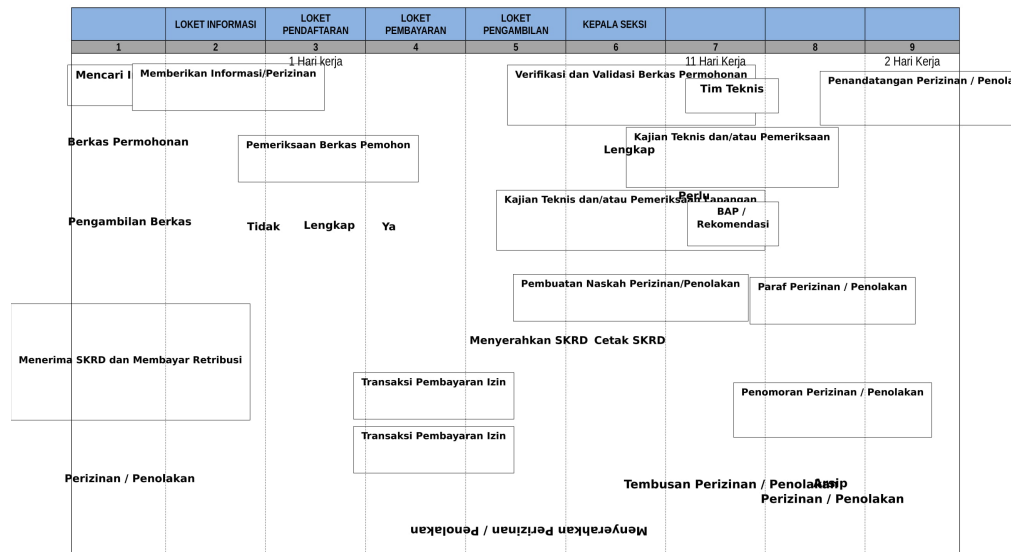 LOKET INFORMASI
LOKET
PENDAFTARAN
LOKET
PEMBAYARAN
LOKET
PENGAMBILAN
KEPALA SEKSI
1
2
3
4
5
6
7
8
9
1 Hari kerja
11 Hari Kerja
2 Hari Kerja
Mencari
Memberikan Informasi/Perizinan
Verifikasi dan Validasi Berkas Permohonan
Tim Teknis
Penandatangan Perizinan /
Berkas Permohonan
Pemeriksaan Berkas Pemohon
Kajian Teknis dan/atau Pemeriksaan
Lengkap
Perlu
Kajian Teknis dan/atau Pemeriksaan Lapangan
BAP /
Rekomendasi
Pengambilan Berkas
Tidak
Lengkap
Ya
Pembuatan Naskah Perizinan/Penolakan
Paraf Perizinan / Penolakan
Menyerahkan SKRD
Cetak SKRD
Menerima SKRD dan Membayar Retribusi
Transaksi Pembayaran Izin
Penomoran Perizinan / Penolakan
Transaksi Pembayaran Izin
Perizinan / Penolakan
Tembusan Perizinan / Penolakan
Arsip
Perizinan / Penolakan
Menyerahkan Perizinan / Penolakan